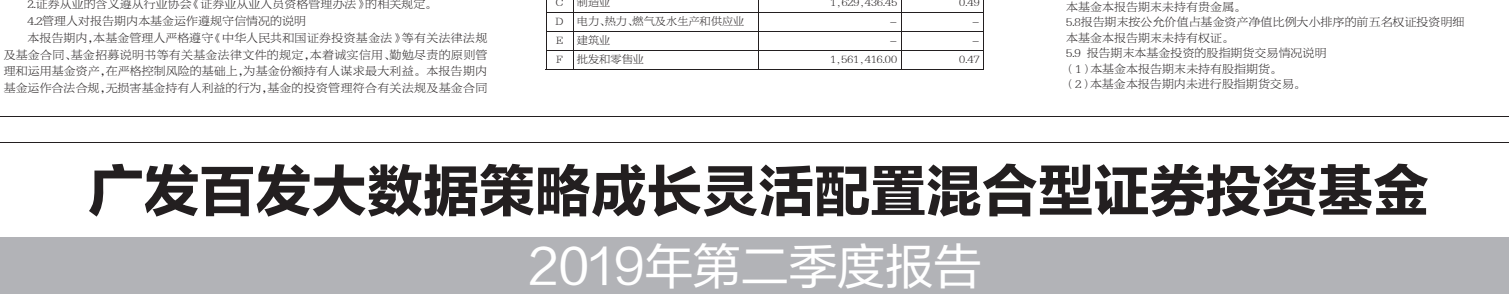 2.证券从业的含义遵从行业协会《证券业从业人员资格管理办法》的相关规定。
4.2管理人对报告期内本基金运作遵规守信情况的说明
本报告期内,本基金管理人严格遵守《中华人民共和国证券投资基金法》等有关法律法规
及基金合同、基金招募说明书等有关基金法律文件的规定,本着诚实信用、勤勉尽责的原则管
理和运用基金资产,在严格控制风险的基础上,为基金份额持有人谋求最大利益。本报告期内,
基金运作合法合规,无损害基金持有人利益的行为,基金的投资管理符合有关法规及基金合同
C 制造业 1,629,436.45 0.49
D 电力、热力、燃气及水生产和供应业 – –
E 建筑业 – –
F 批发和零售业 1,561,416.00 0.47
本基金本报告期末未持有贵金属。
5.8报告期末按公允价值占基金资产净值比例大小排序的前五名权证投资明细
本基金本报告期末未持有权证。
5.9 报告期末本基金投资的股指期货交易情况说明
(1)本基金本报告期末未持有股指期货。
(2)本基金本报告期内未进行股指期货交易。
广发百发大数据策略成长灵活配置混合型证券投资基金
2019年第二季度报告